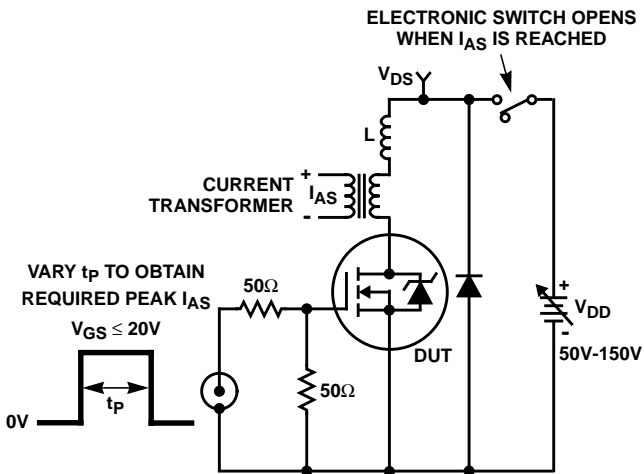 ELECTRONIC SWITCH OPENS
WHEN IAS IS REACHED
VDS
L
+
CURRENT
TRANSFORMER
IAS
-
VARY tP TO OBTAIN
REQUIRED PEAK IAS
50Ω
VGS ≤ 20V
DUT
+
VDD
-
50V-150V
50Ω
0V
tP